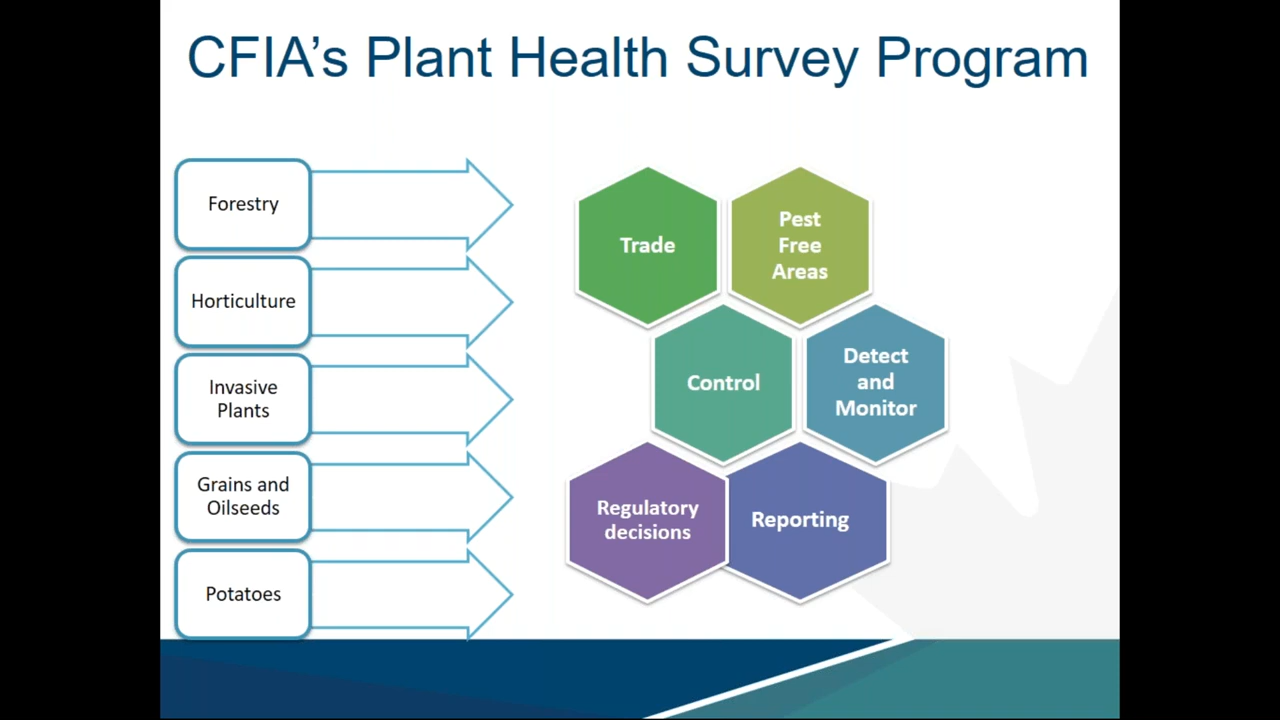 CFIA’s Plant Health Survey Program
Forestry
Horticulture
Invasive
Plants
Grains and
Oilseeds
Potatoes
Trade
Pest
Free
Areas
Control
Detect
and
Monitor
Regulatory
decisions
Reporting